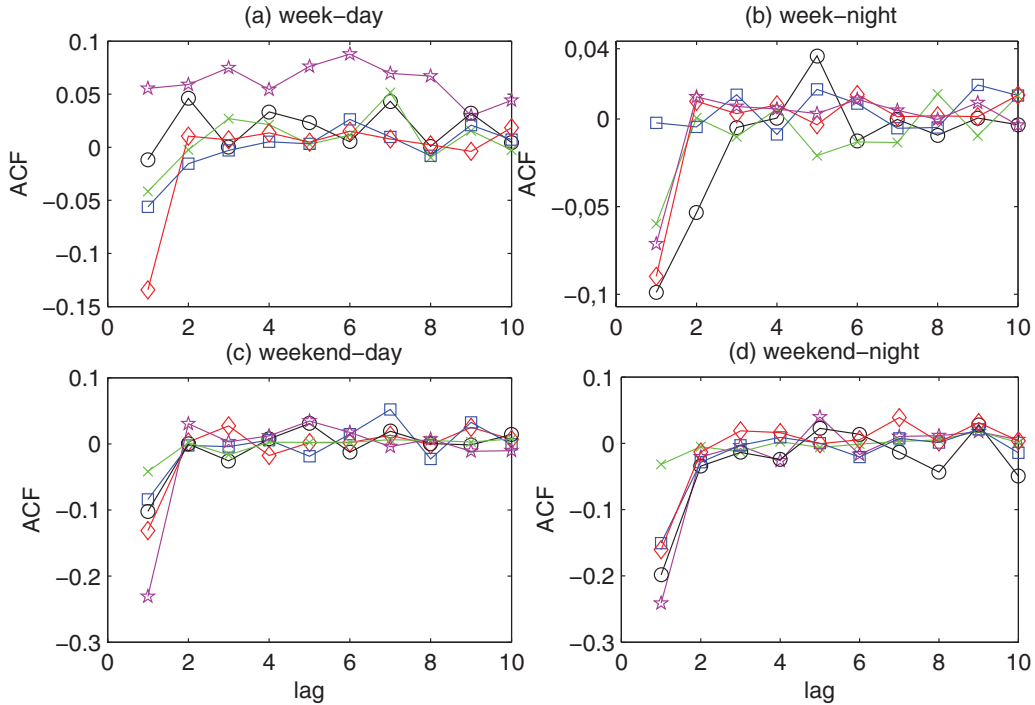 (a) week−day
0.1
0.05
0
−0.05
−0.1
−0.15
ACF
0 2 4 6 8 10
(b) week−night
0,04
0
−0,05
−0,1
ACF
0 2 4 6 8 10
(c) weekend−day
0.1
0
−0.1
−0.2
−0.3
ACF
0 2 4 6 8 10
lag
(d) weekend−night
0.1
0
−0.1
−0.2
−0.3
ACF
0 2 4 6 8 10
lag